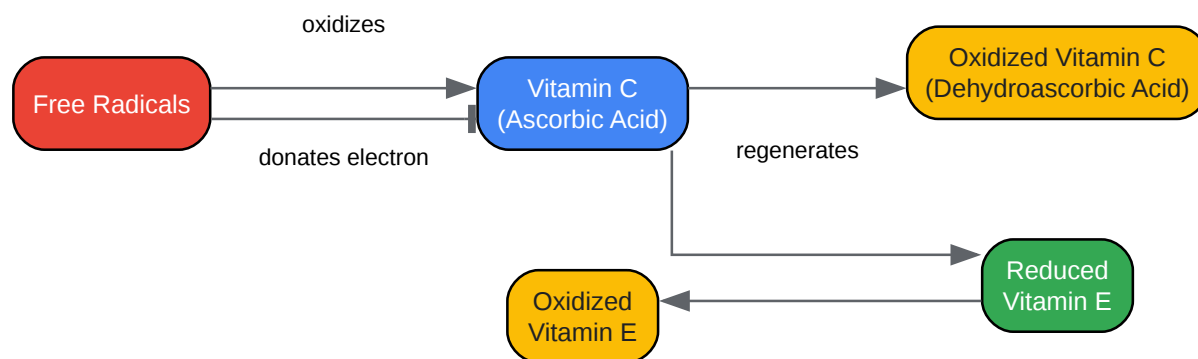 oxidizes
Free Radicals
Vitamin C
(Ascorbic Acid)
Oxidized Vitamin C
(Dehydroascorbic Acid)
donates electron
regenerates
Reduced
Vitamin E
Oxidized
Vitamin E